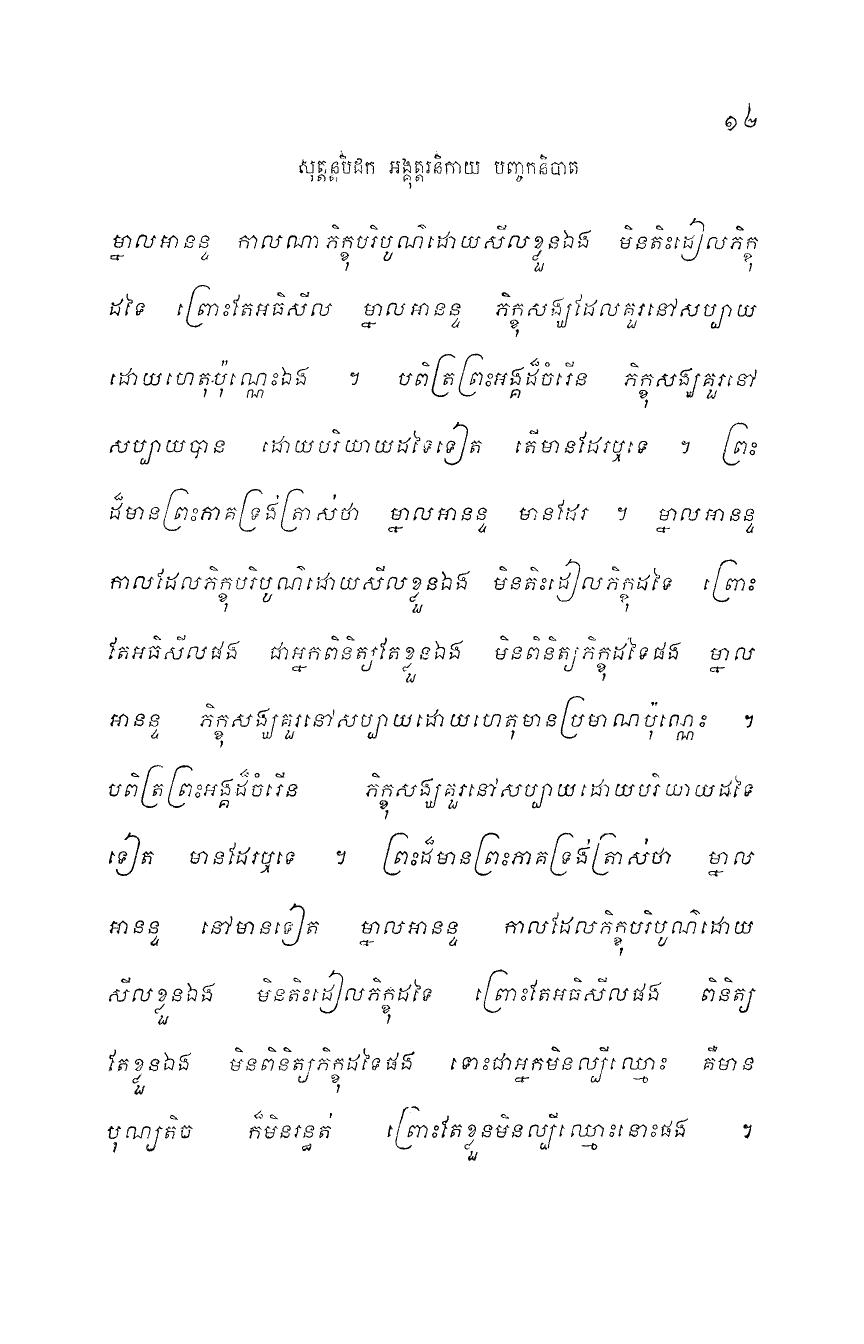 ១៤
សុត្តន្តបិដក អង្គុត្តរនិកាយ បញ្ចកនិបាត
ម្នាលអានន្ទ កាលណាភិក្ខុបរិបូណ៌ដោយសីលខ្លួនឯង មិនតិះដៀលភិក្ខុ
ដទៃ ព្រោះតែអធិសីល ម្នាលអានន្ទ ភិក្ខុសង្ឃដែលគួរនៅសប្បាយ
ដោយហេតុប៉ុណ្ណេះឯង ។ បពិត្រព្រះអង្គដ៏ចំរើន ភិក្ខុសង្ឃគួរនៅ
សប្បាយបាន ដោយបរិយាយដទៃទៀត តើមានដែរឬទេ ។ ព្រះ
ដ៏មានព្រះភាគទ្រង់ត្រាស់ថា ម្នាលអានន្ទ មានដែរ ។ ម្នាលអានន្ទ
កាលដែលភិក្ខុបរិបូណ៌ដោយសីលខ្លួនឯង មិនតិះដៀលភិក្ខុដទៃ ព្រោះ
តែអធិសីលផង ជាអ្នកពិនិត្យតែខ្លួនឯង មិនពិនិត្យភិក្ខុដទៃផង ម្នាល
អានន្ទ ភិក្ខុសង្ឃគួរនៅសប្បាយដោយហេតុមានប្រមាណប៉ុណ្ណេះ ។
បពិត្រព្រះអង្គដ៏ចំរើន ភិក្ខុសង្ឃគួរនៅសប្បាយដោយបរិយាយដទៃ
ទៀត មានដែរឬទេ ។ ព្រះដ៏មានព្រះភាគទ្រង់ត្រាស់ថា ម្នាល
អានន្ទ នៅមានទៀត ម្នាលអានន្ទ កាលដែលភិក្ខុបរិបូណ៌ដោយ
សីលខ្លួនឯង មិនតិះដៀលភិក្ខុដទៃ ព្រោះតែអធិសីលផង ពិនិត្យ
តែខ្លួនឯង មិនពិនិត្យភិក្ខុដទៃផង ទោះជាអ្នកមិនល្បីឈ្មោះ គឺមាន
បុណ្យតិច ក៏មិនរន្ធត់ ព្រោះតែខ្លួនមិនល្បីឈ្មោះនោះផង ។